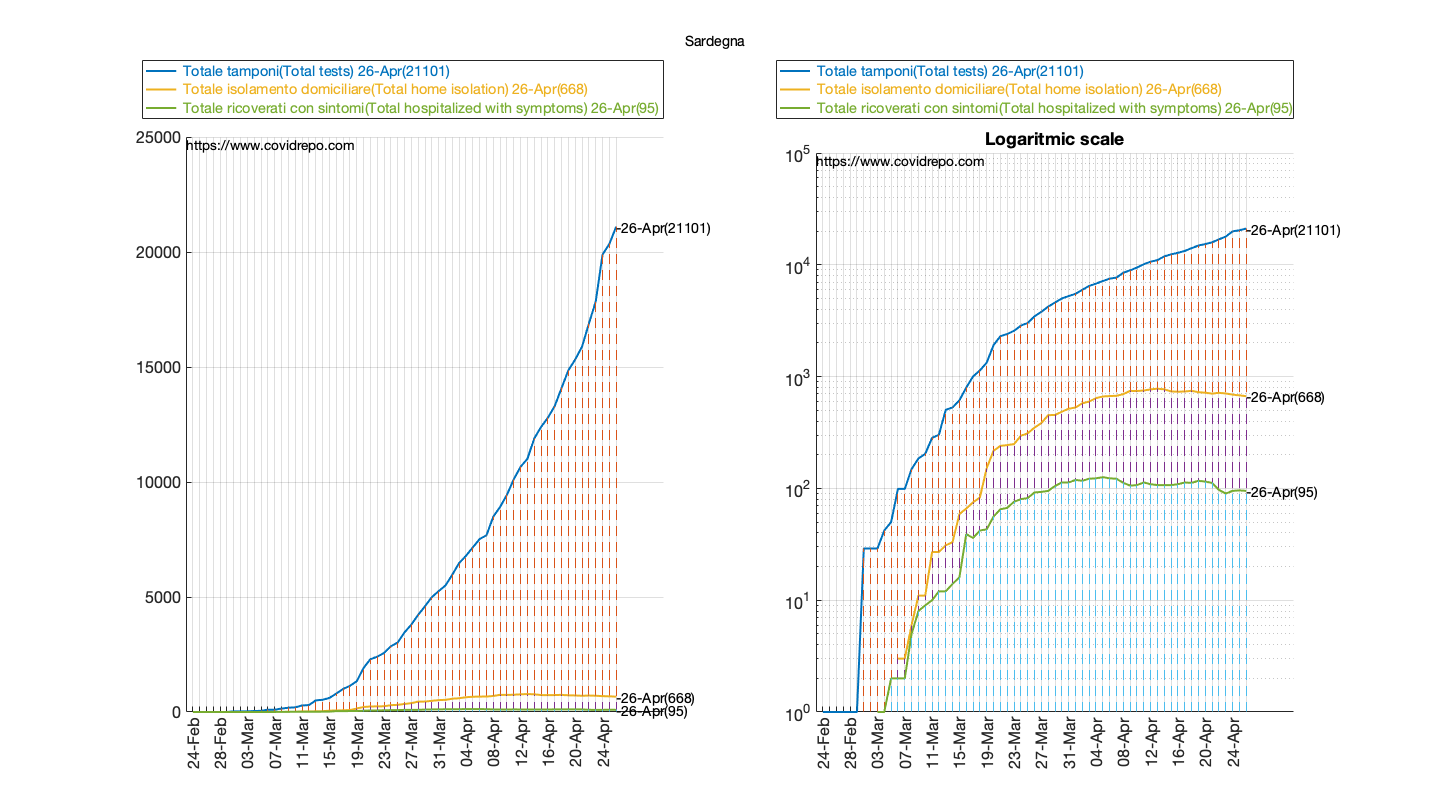 Sardegna
Totale tamponi(Total tests) 26-Apr(21101)
Totale isolamento domiciliare(Total home isolation) 26-Apr(668)
Totale ricoverati con sintomi(Total hospitalized with symptoms) 26-Apr(95)
25000
https://www.covidrepo.com
20000
15000
10000
5000
0
-26-Apr(21101)
-26-Apr(668)
-26-Apr(95)
24-Feb
28-Feb
03-Mar
07-Mar
11-Mar
15-Mar
19-Mar
23-Mar
27-Mar
31-Mar
04-Apr
08-Apr
12-Apr
16-Apr
20-Apr
24-Apr
Totale tamponi(Total tests) 26-Apr(21101)
Totale isolamento domiciliare(Total home isolation) 26-Apr(668)
Totale ricoverati con sintomi(Total hospitalized with symptoms) 26-Apr(95)
Logaritmic scale
10^5
https://www.covidrepo.com
10^4
10^3
10^2
10^1
10^0
-26-Apr(21101)
-26-Apr(668)
-26-Apr(95)
24-Feb
28-Feb
03-Mar
07-Mar
11-Mar
15-Mar
19-Mar
23-Mar
27-Mar
31-Mar
04-Apr
08-Apr
12-Apr
16-Apr
20-Apr
24-Apr